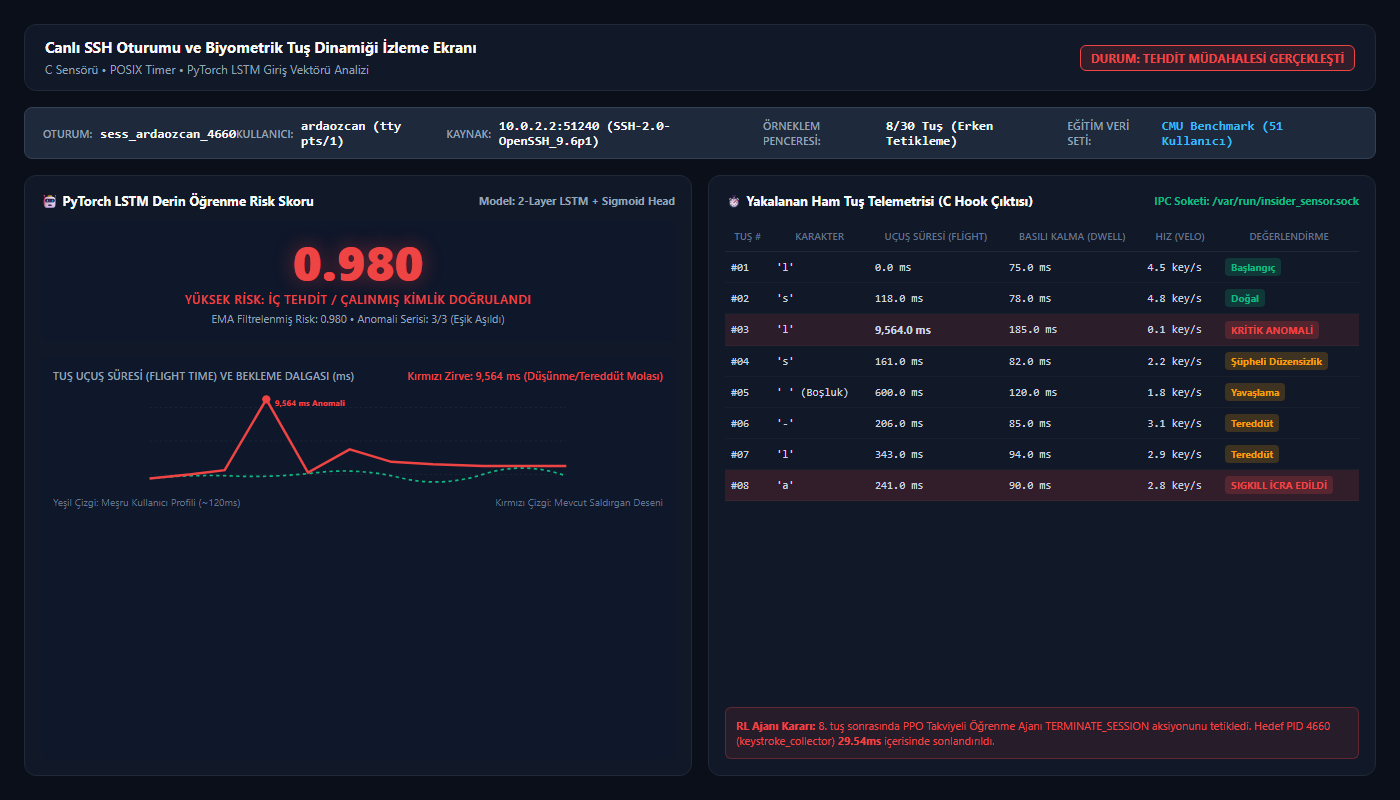 Canlı SSH Oturumu ve Biyometrik Tuş Dinamiği İzleme Ekranı
C Sensörü • POSIX Timer • PyTorch LSTM Giriş Vektörü Analizi
DURUM: TEHDİT MÜDAHALESİ GERÇEKLEŞTİ
OTURUM: sess_ardaozcan_4660
KULLANICI: ardaozcan (tty
pts/1)
KAYNAK: 10.0.2.2:51240 (SSH-2.0-
OpenSSH_9.6p1)
ÖRNEKLEM
PENCERESİ:
8/30 Tuş (Erken
Tetikleme)
EĞİTİM VERİ
SETİ:
CMU Benchmark (51
Kullanıcı)
PyTorch LSTM Derin Öğrenme Risk Skoru
Model: 2-Layer LSTM + Sigmoid Head
0.980
YÜKSEK RİSK: İÇ TEHDİT / ÇALINMIŞ KİMLİK DOĞRULANDI
EMA Filtrelenmiş Risk: 0.980 • Anomali Serisi: 3/3 (Eşik Aşıldı)
TUŞ UÇUŞ SÜRESİ (FLIGHT TIME) VE BEKLEME DALGASI (ms)
Kırmızı Zirve: 9,564 ms (Düşünme/Tereddüt Molası)
9,564 ms Anomali
Yeşil Çizgi: Meşru Kullanıcı Profili (~120ms)
Kırmızı Çizgi: Mevcut Saldırgan Deseni
Yakalanan Ham Tuş Telemetrisi (C Hook Çıktısı)
IPC Soketi: /var/run/insider_sensor.sock
TUŞ # KARAKTER UÇUŞ SÜRESİ (FLİGHT) BASILI KALMA (DWELL) HIZ (VELO) DEĞERLENDİRME
#01 'l' 0.0 ms 75.0 ms 4.5 key/s Başlangıç
#02 's' 118.0 ms 78.0 ms 4.8 key/s Doğal
#03 'l' 9,564.0 ms 185.0 ms 0.1 key/s KRİTİK ANOMALİ
#04 's' 161.0 ms 82.0 ms 2.2 key/s Şüpheli Düzensizlik
#05 ' ' (Boşluk) 600.0 ms 120.0 ms 1.8 key/s Yavaşlama
#06 '-' 206.0 ms 85.0 ms 3.1 key/s Tereddüt
#07 'l' 343.0 ms 94.0 ms 2.9 key/s Tereddüt
#08 'a' 241.0 ms 90.0 ms 2.8 key/s SIGKILL İCRA EDİLDİ
RL Ajanı Kararı: 8. tuş sonrasında PPO Takviyeli Öğrenme Ajanı TERMINATE_SESSION aksiyonunu tetikledi. Hedef PID 4660
(keystroke_collector) 29.54ms içerisinde sonlandırıldı.